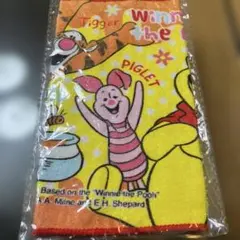 Tigger
Winn
the
PIGLET
Based on the "Winnie the Pooh"
A.A. Milne and E.H. Shepard